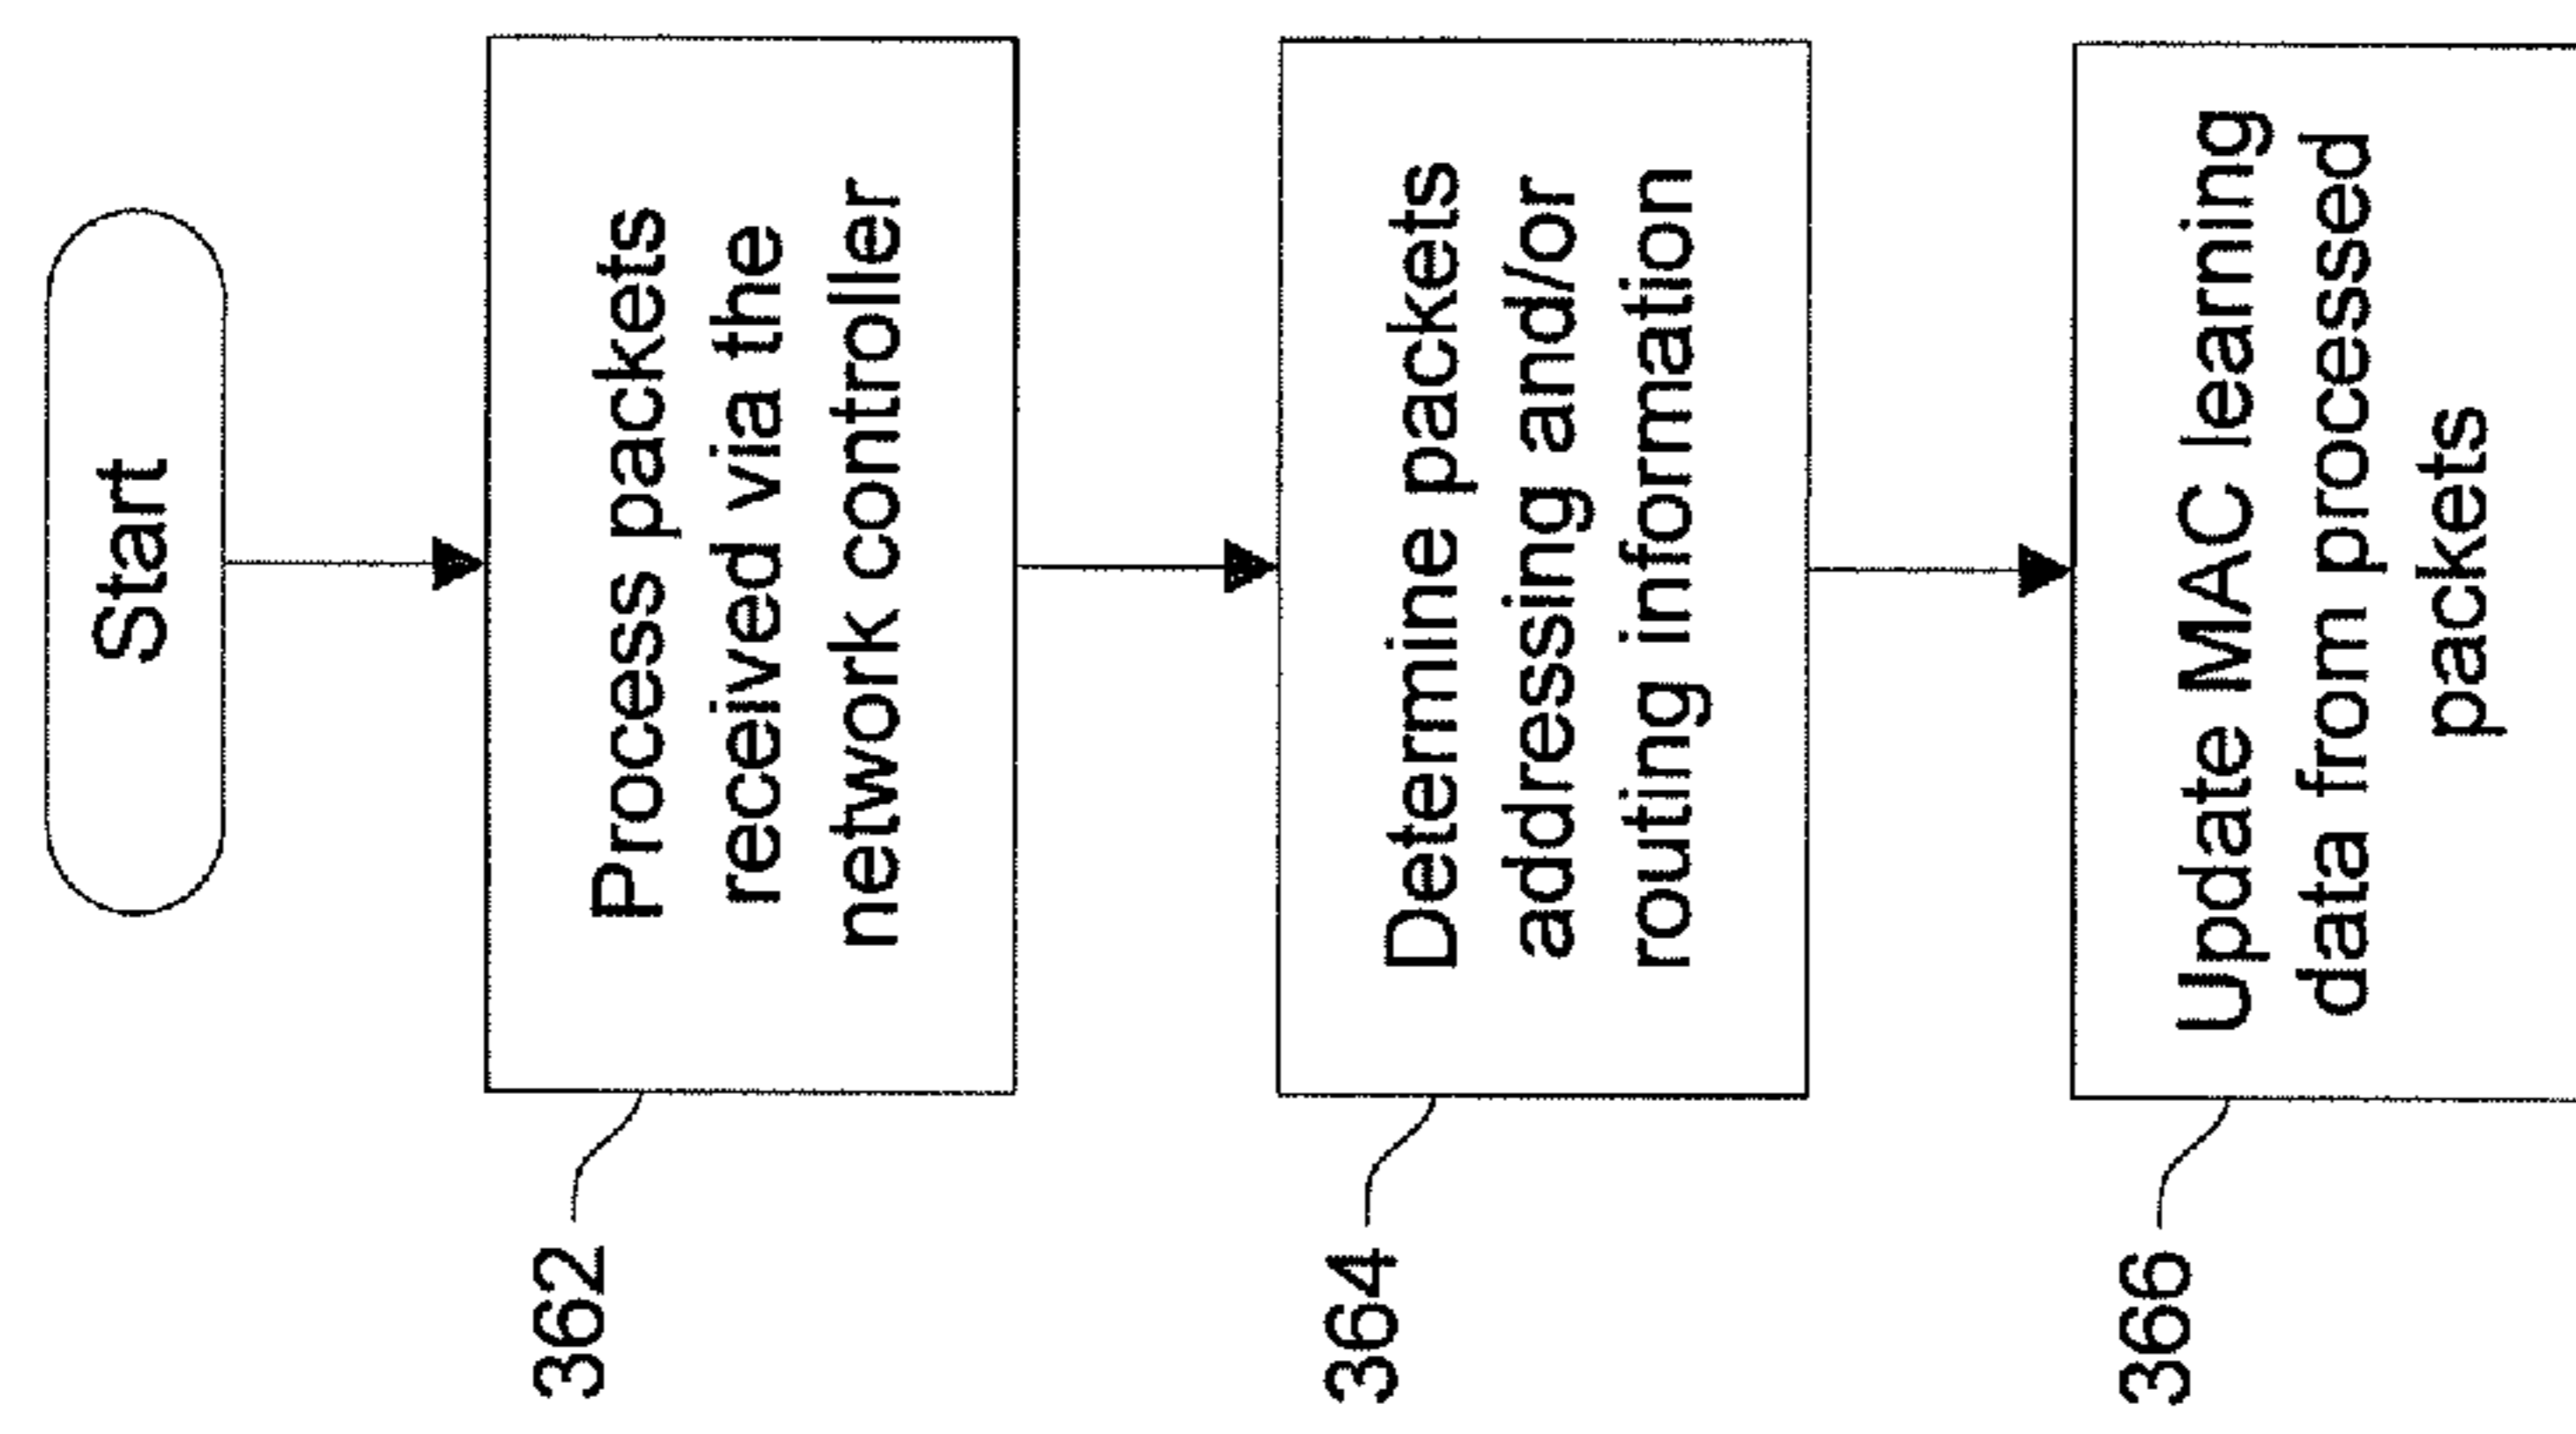 Start
362
Process packets
received via the
network controller
364
Determine packets
addressing and/or
routing information
366
Update MAC learning
data from processed
packets